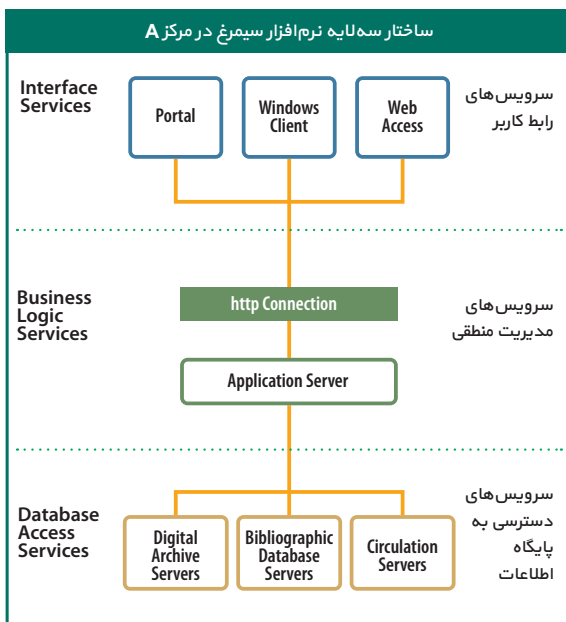 ساختار سه‌لایه نرم‌افزار سیمرغ در مرکز A
Interface
Services
Portal
Windows
Client
Web
Access
سرویس‌های
رابط کاربر
Business
Logic
Services
http Connection
Application Server
سرویس‌های
مدیریت منطقی
Database
Access
Services
Digital
Archive
Servers
Bibliographic
Database
Servers
Circulation
Servers
سرویس‌های
دسترسی به
پایگاه
اطلاعات